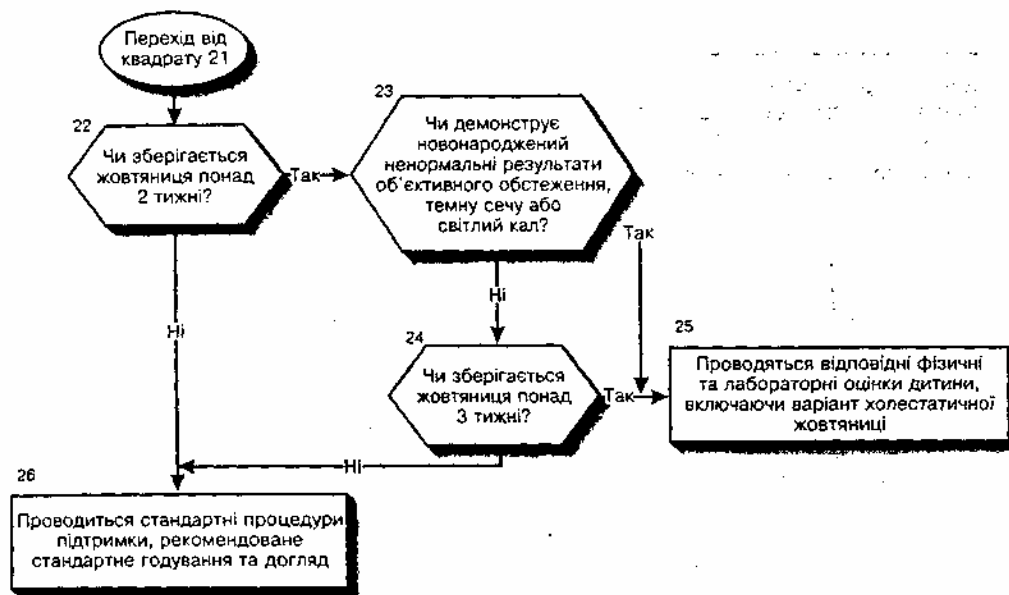 Перехід від
квадрату 21
22
Чи зберігається
жовтяниця понад
2 тижні?
Так
23
Чи демонструє
новонароджений
ненормальні результати
об'єктивного обстеження,
темну сечу або
світлий кал?
Так
Ні
Ні
24
Чи зберігається
жовтяниця понад
3 тижні?
Так
25
Проводяться відповідні фізичні
та лабораторні оцінки дитини,
включаючи варіант холестатичної
жовтяниці
Ні
26
Проводиться стандартні процедури
підтримки, рекомендоване
стандартне годування та догляд